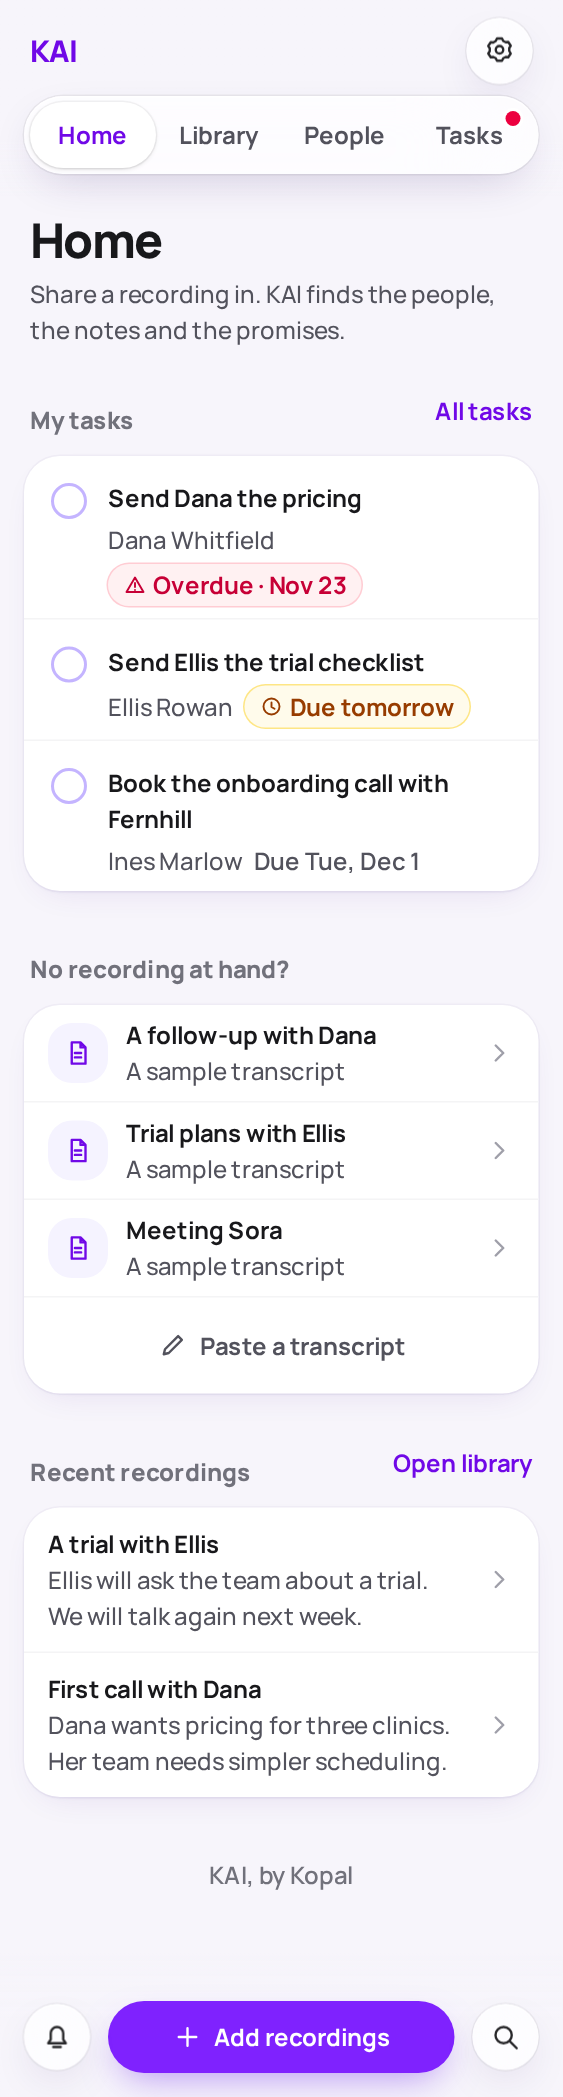 KAI
Home
Library
People
Tasks
Home
Share a recording in. KAI finds the people,
the notes and the promises.
My tasks
All tasks
Send Dana the pricing
Dana Whitfield
Overdue · Nov 23
Send Ellis the trial checklist
Ellis Rowan
Due tomorrow
Book the onboarding call with
Fernhill
Ines Marlow Due Tue, Dec 1
No recording at hand?
A follow-up with Dana
A sample transcript
Trial plans with Ellis
A sample transcript
Meeting Sora
A sample transcript
Paste a transcript
Recent recordings
Open library
A trial with Ellis
Ellis will ask the team about a trial.
We will talk again next week.
First call with Dana
Dana wants pricing for three clinics.
Her team needs simpler scheduling.
KAI, by Kopal
Add recordings